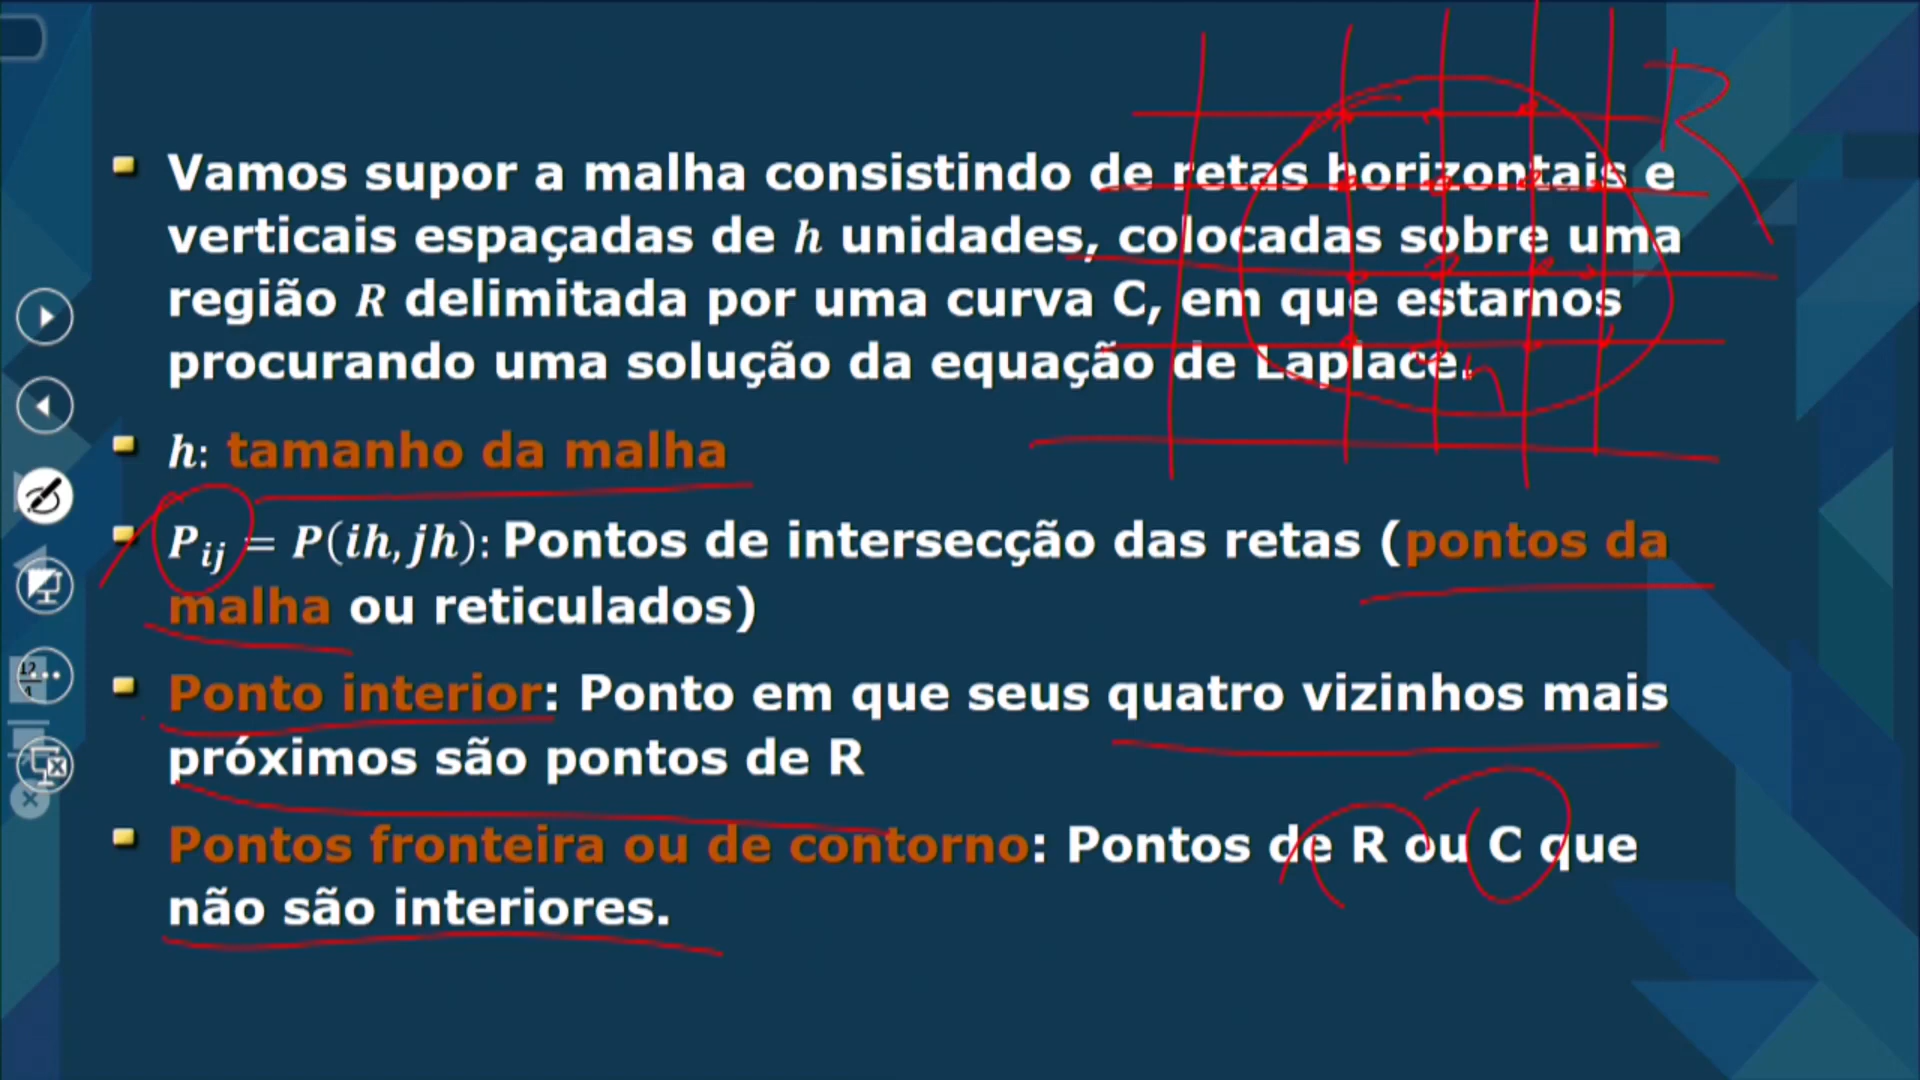 R
Vamos supor a malha consistindo de retas horizontais e
verticais espaçadas de h unidades, colocadas sobre uma
região R delimitada por uma curva C, em que estamos
procurando uma solução da equação de Laplace.
h
h: tamanho da malha
P_{ij} = P(ih, jh): Pontos de intersecção das retas (pontos da
malha ou reticulados)
Ponto interior: Ponto em que seus quatro vizinhos mais
próximos são pontos de R
Pontos fronteira ou de contorno: Pontos de R ou C que
não são interiores.